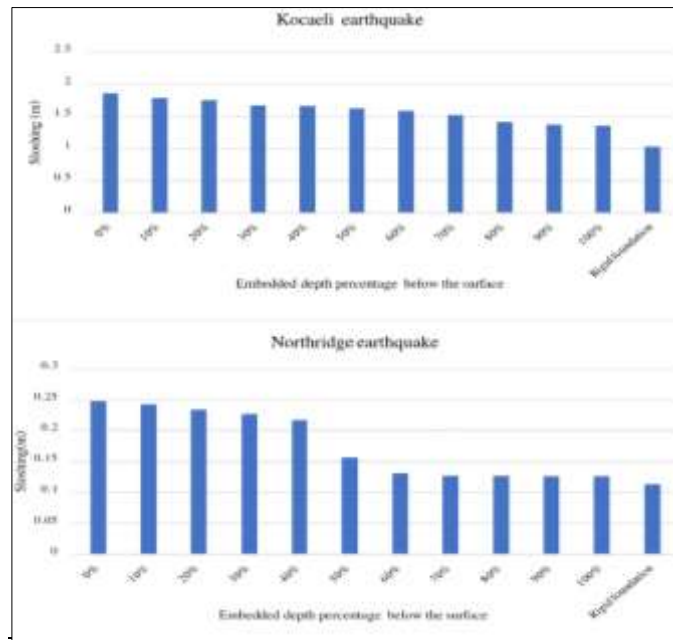 Kocaeli earthquake
2.5
2
1.5
1
0.5
0
Sloshing (m)
0% 10% 20% 30% 40% 50% 60% 70% 80% 90% 100% Rigid foundation
Embedded depth percentage below the surface
Northridge earthquake
0.3
0.25
0.2
0.15
0.1
0.05
0
Sloshing(m)
0% 10% 20% 30% 40% 50% 60% 70% 80% 90% 100% Rigid foundation
Embedded depth percentage below the surface